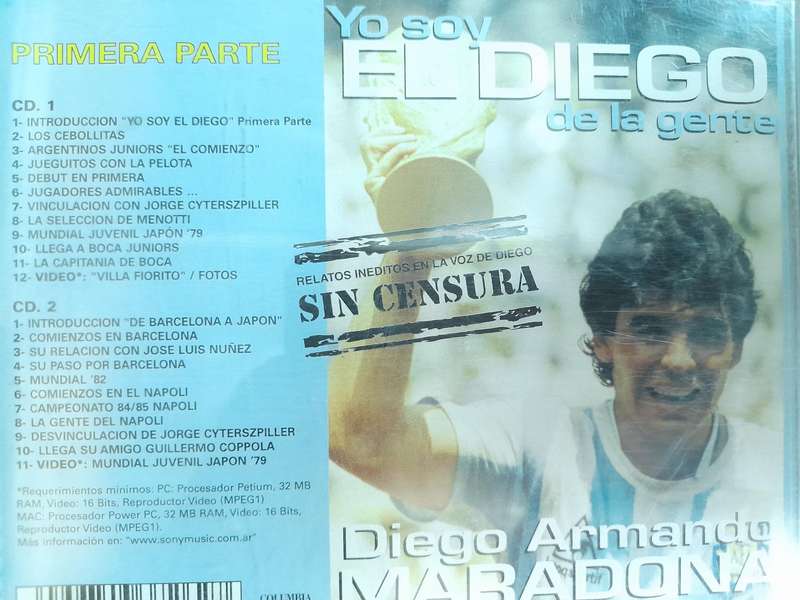 PRIMERA PARTE
CD. 1
1- INTRODUCCION "YO SOY EL DIEGO" Primera Parte
2- LOS CEBOLLITAS
3- ARGENTINOS JUNIORS "EL COMIENZO"
4- JUEGUITOS CON LA PELOTA
5- DEBUT EN PRIMERA
6- JUGADORES ADMIRABLES ...
7- VINCULACION CON JORGE CYTERSZPILLER
8- LA SELECCION DE MENOTTI
9- MUNDIAL JUVENIL JAPÓN '79
10- LLEGA A BOCA JUNIORS
11- LA CAPITANIA DE BOCA
12- VIDEO*: "VILLA FIORITO" / FOTOS
CD. 2
1- INTRODUCCION "DE BARCELONA A JAPON"
2- COMIENZOS EN BARCELONA
3- SU RELACION CON JOSE LUIS NUÑEZ
4- SU PASO POR BARCELONA
5- MUNDIAL '82
6- COMIENZOS EN EL NAPOLI
7- CAMPEONATO 84/85 NAPOLI
8- LA GENTE DEL NAPOLI
9- DESVINCULACION DE JORGE CYTERSZPILLER
10- LLEGA SU AMIGO GUILLERMO COPPOLA
11- VIDEO*: MUNDIAL JUVENIL JAPON '79
*Requerimientos minimos: PC: Procesador Petium, 32 MB
RAM, Video: 16 Bits, Reproductor Video (MPEG1)
MAC: Procesador Power PC, 32 MB RAM, Video: 16 Bits,
Reproductor Video (MPEG1).
Más información en: "www.sonymusic.com.ar"
COLUMBIA
Yo soy
EL DIEGO
de la gente
RELATOS INEDITOS EN LA VOZ DE DIEGO
SIN CENSURA
Diego Armando
MARADONA